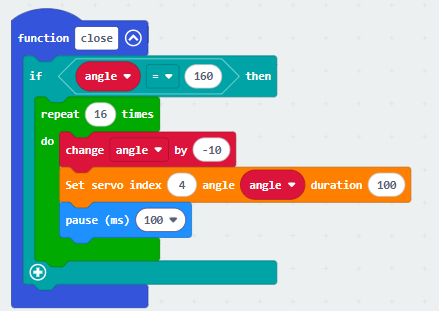 function close
if angle = 160 then
repeat 16 times
do
change angle by -10
Set servo index 4 angle angle duration 100
pause (ms) 100